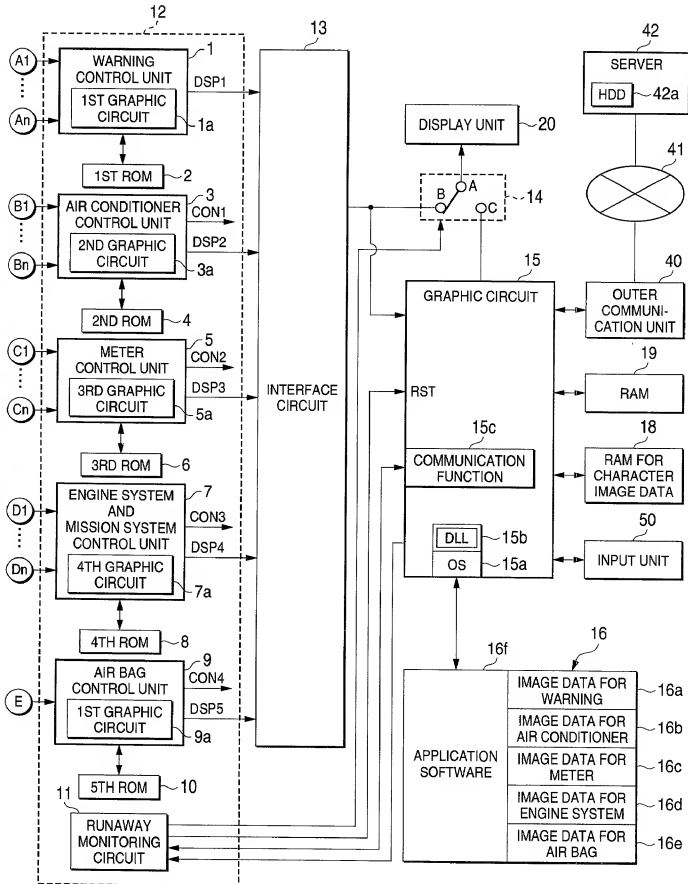 12
A1
An
1
WARNING
CONTROL UNIT
1ST GRAPHIC
CIRCUIT
1a
DSP1
1ST ROM
2
B1
Bn
3
AIR CONDITIONER
CONTROL UNIT
CON1
2ND GRAPHIC
CIRCUIT
3a
DSP2
2ND ROM
4
C1
Cn
5
METER
CONTROL UNIT
CON2
3RD GRAPHIC
CIRCUIT
5a
DSP3
3RD ROM
6
D1
Dn
7
ENGINE SYSTEM
AND
MISSION SYSTEM
CONTROL UNIT
CON3
4TH GRAPHIC
CIRCUIT
7a
DSP4
4TH ROM
8
E
9
AIR BAG
CONTROL UNIT
CON4
1ST GRAPHIC
CIRCUIT
9a
DSP5
5TH ROM
10
11
RUNAWAY
MONITORING
CIRCUIT
13
INTERFACE
CIRCUIT
DISPLAY UNIT
20
A
B
C
14
15
GRAPHIC CIRCUIT
RST
15c
COMMUNICATION
FUNCTION
DLL
15b
OS
15a
42
SERVER
HDD
42a
41
40
OUTER
COMMUNI-
CATION UNIT
19
RAM
18
RAM FOR
CHARACTER
IMAGE DATA
50
INPUT UNIT
16f
16
APPLICATION
SOFTWARE
IMAGE DATA FOR
WARNING
16a
IMAGE DATA FOR
AIR CONDITIONER
16b
IMAGE DATA FOR
METER
16c
IMAGE DATA FOR
ENGINE SYSTEM
16d
IMAGE DATA FOR
AIR BAG
16e